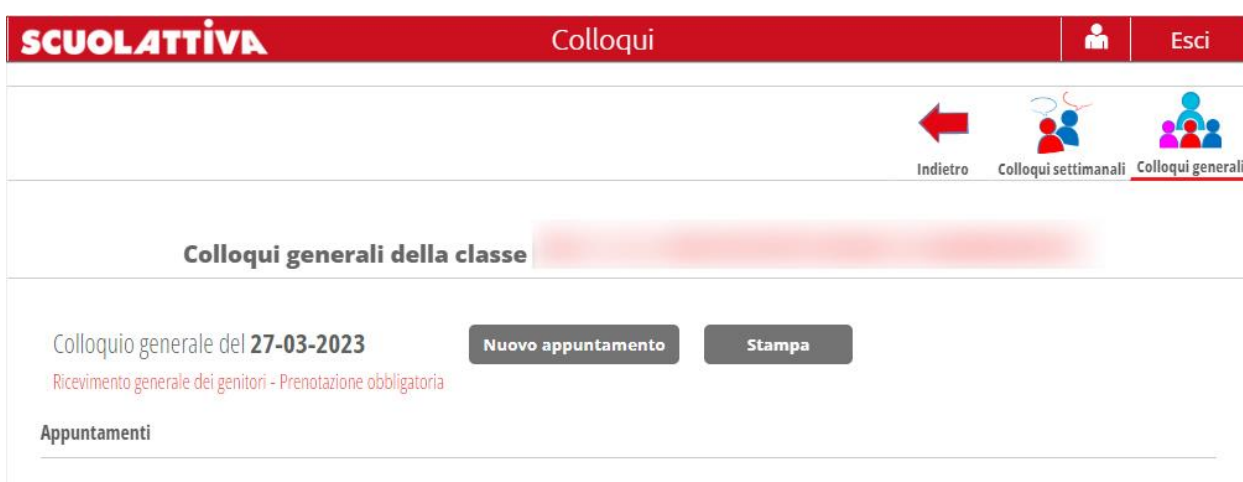 SCUOLATTIVA Colloqui Esci
Indietro Colloqui settimanali Colloqui generali
Colloqui generali della classe
Colloquio generale del 27-03-2023 Nuovo appuntamento Stampa
Ricevimento generale dei genitori - Prenotazione obbligatoria
Appuntamenti